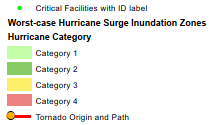 Critical Facilities with ID label
Worst-case Hurricane Surge Inundation Zones
Hurricane Category
Category 1
Category 2
Category 3
Category 4
Tornado Origin and Path